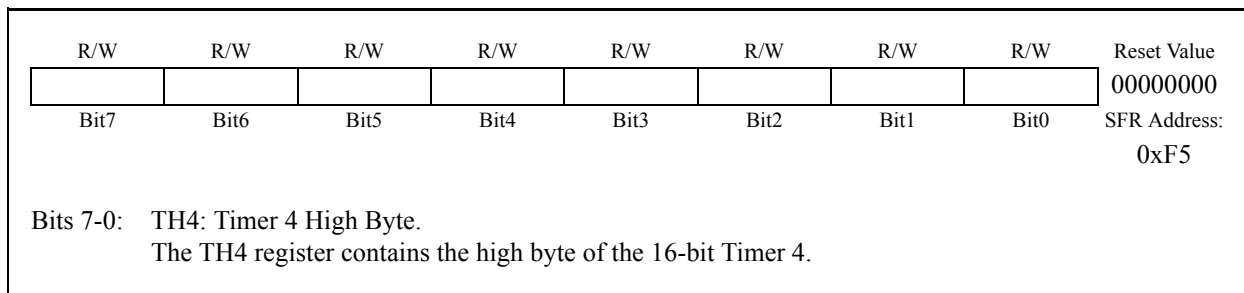 R/W R/W R/W R/W R/W R/W R/W R/W Reset Value
00000000
Bit7 Bit6 Bit5 Bit4 Bit3 Bit2 Bit1 Bit0 SFR Address:
0xF5
Bits 7-0: TH4: Timer 4 High Byte.
The TH4 register contains the high byte of the 16-bit Timer 4.